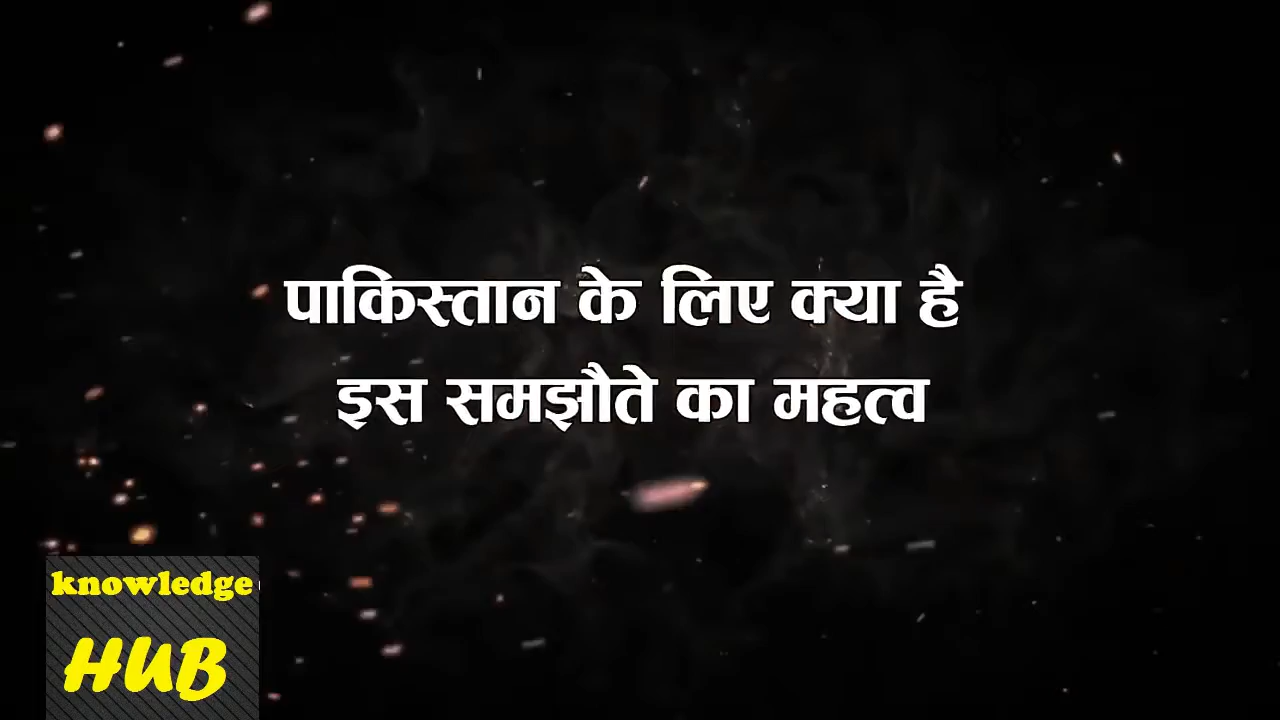 पाकिस्तान के लिए क्या है
इस समझौते का महत्व
knowledge
HUB